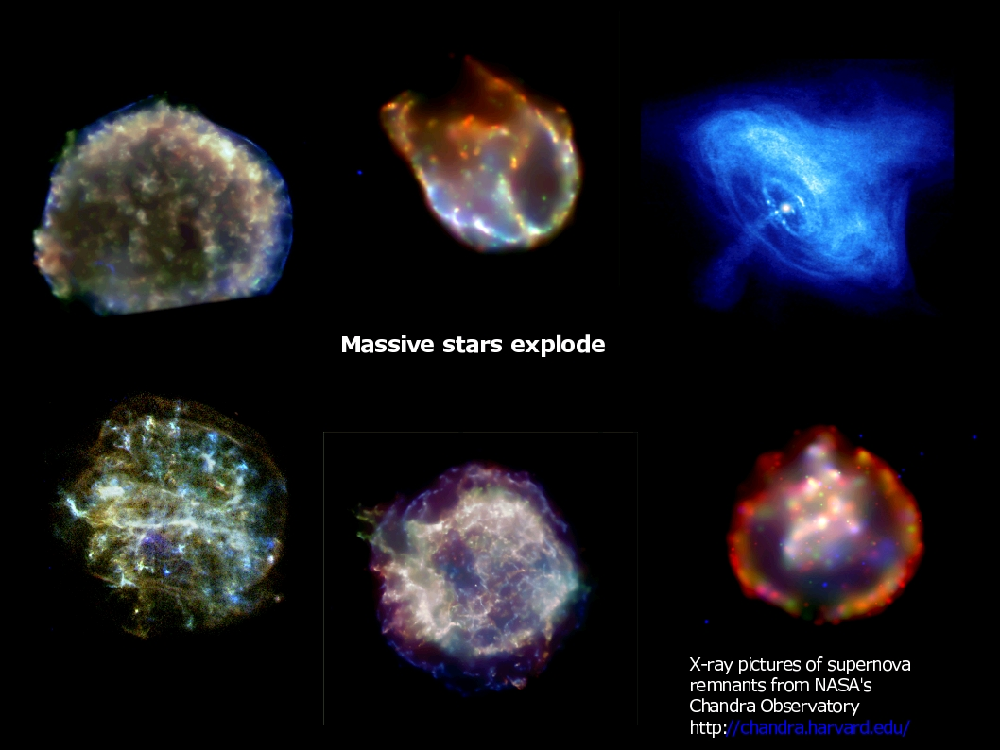 Massive stars explode
X-ray pictures of supernova
remnants from NASA's
Chandra Observatory
http://chandra.harvard.edu/